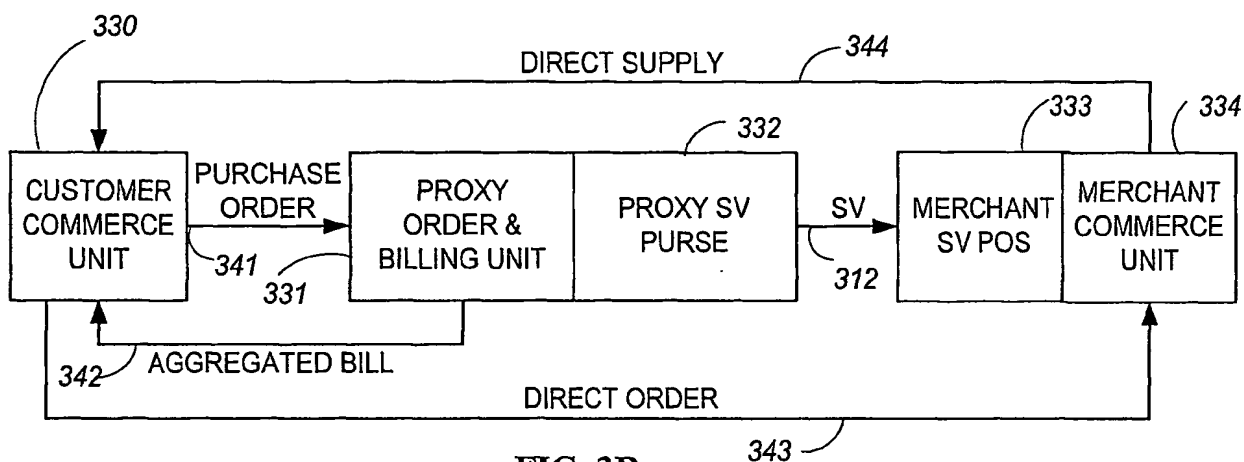 330
DIRECT SUPPLY
344
333
334
332
CUSTOMER
COMMERCE
UNIT
PURCHASE
ORDER
341
331
PROXY
ORDER &
BILLING UNIT
PROXY SV
PURSE
SV
312
MERCHANT
SV POS
MERCHANT
COMMERCE
UNIT
342
AGGREGATED BILL
DIRECT ORDER
343